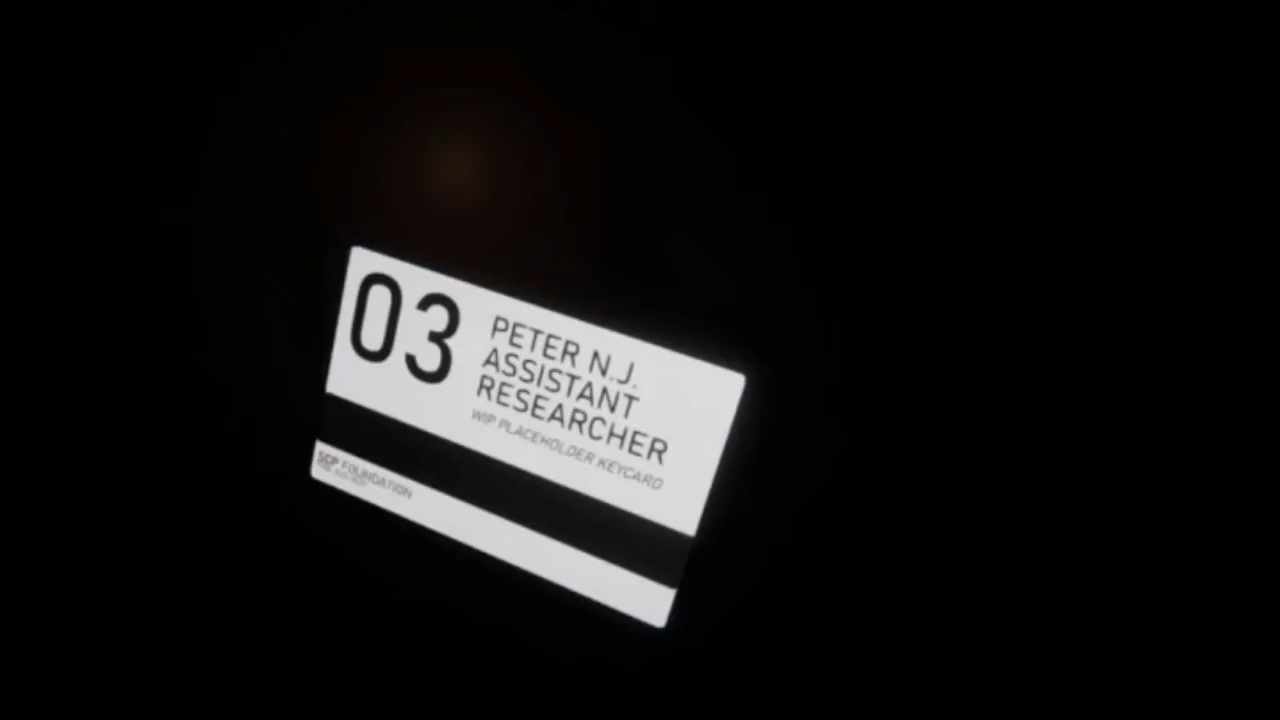 03
PETER N.J.
ASSISTANT
RESEARCHER
WIP PLACEHOLDER KEYCARD
SCP FOUNDATION